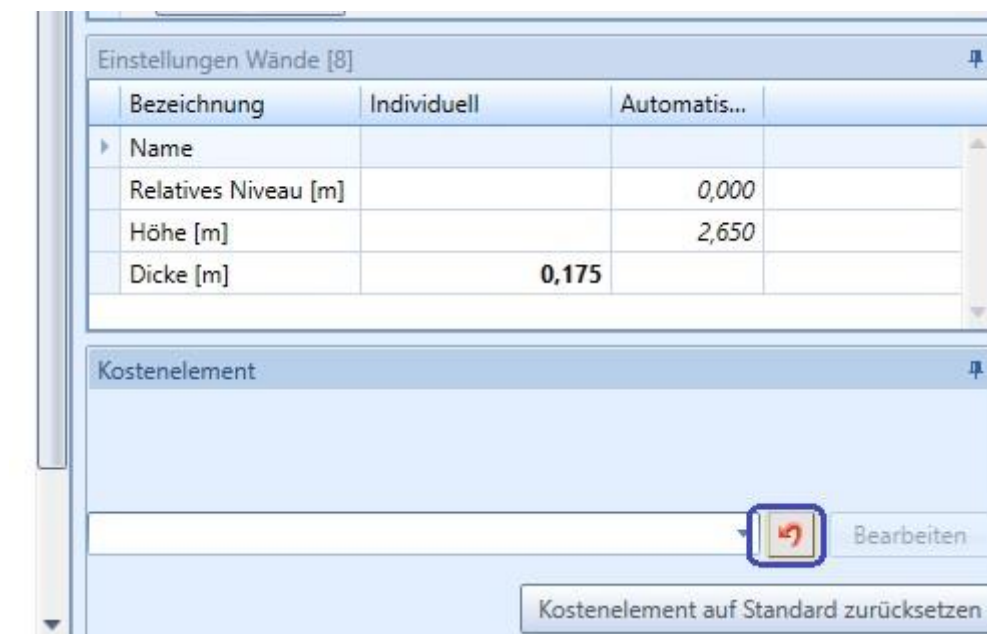 Einstellungen Wände [8]
Bezeichnung Individuell Automatis...
Name
Relatives Niveau [m] 0,000
Höhe [m] 2,650
Dicke [m] 0,175
Kostenelement
Bearbeiten
Kostenelement auf Standard zurücksetzen